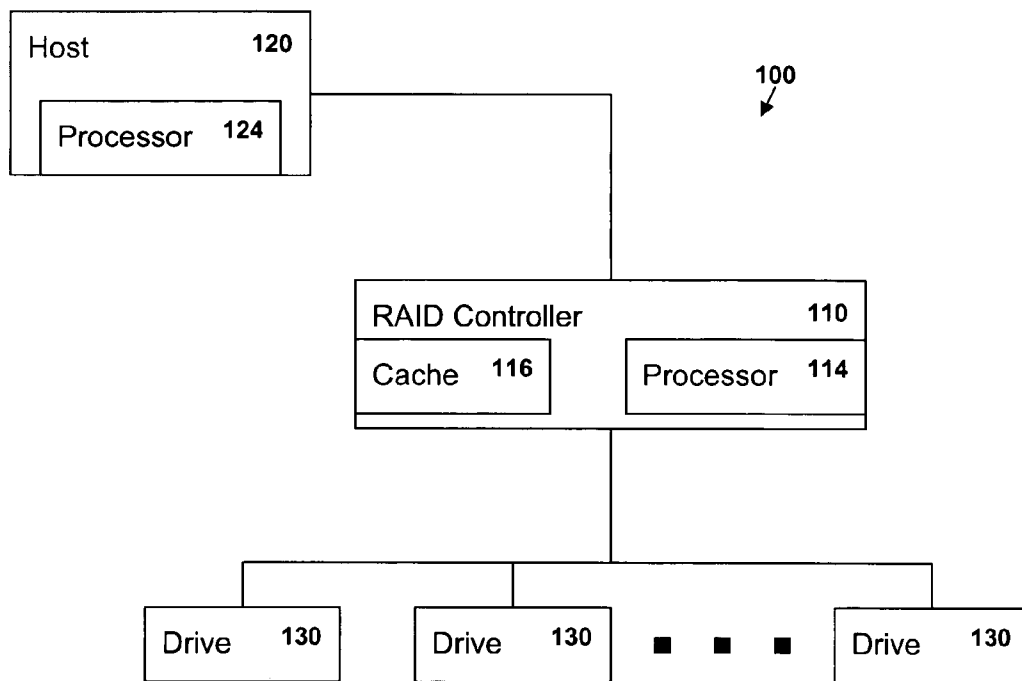 Host 120
Processor 124
100
RAID Controller 110
Cache 116
Processor 114
Drive 130
Drive 130
Drive 130